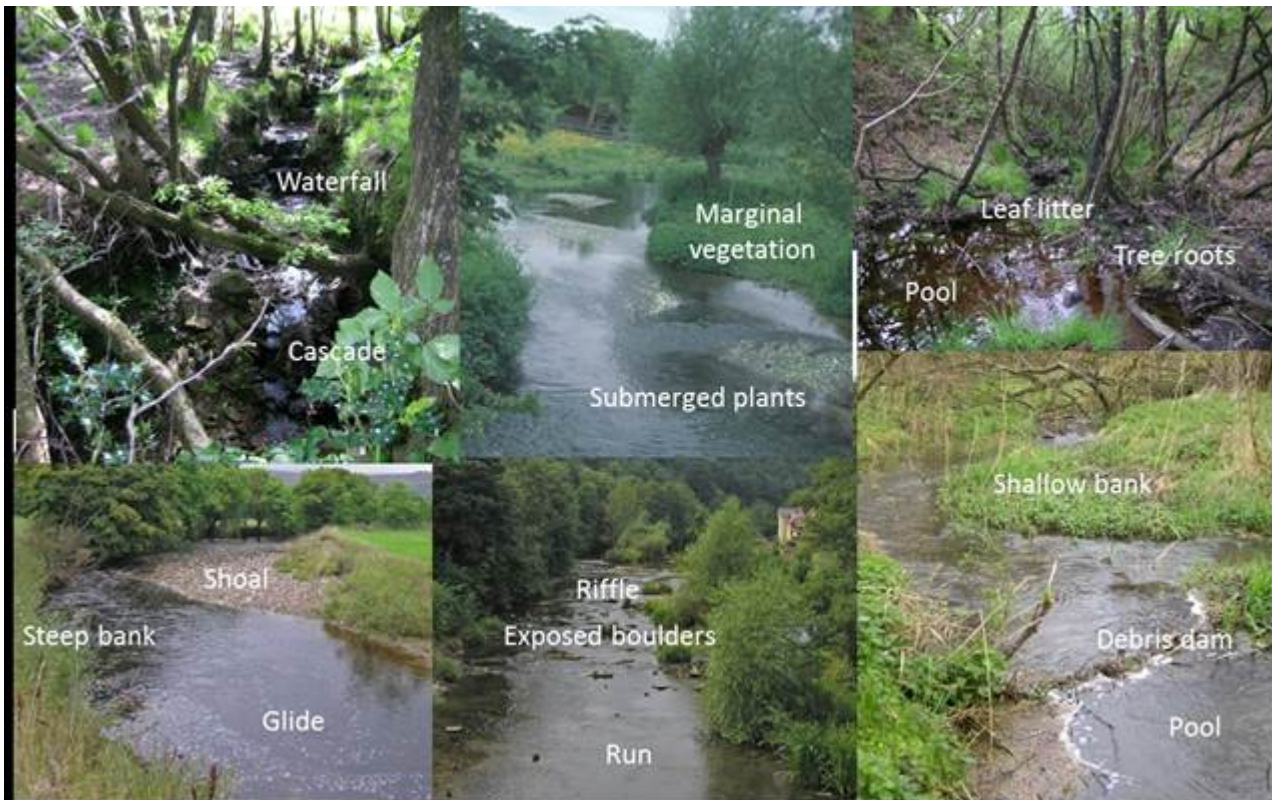 Waterfall
Cascade
Marginal
vegetation
Submerged plants
Leaf litter
Tree roots
Pool
Shoal
Steep bank
Glide
Riffle
Exposed boulders
Run
Shallow bank
Debris dam
Pool